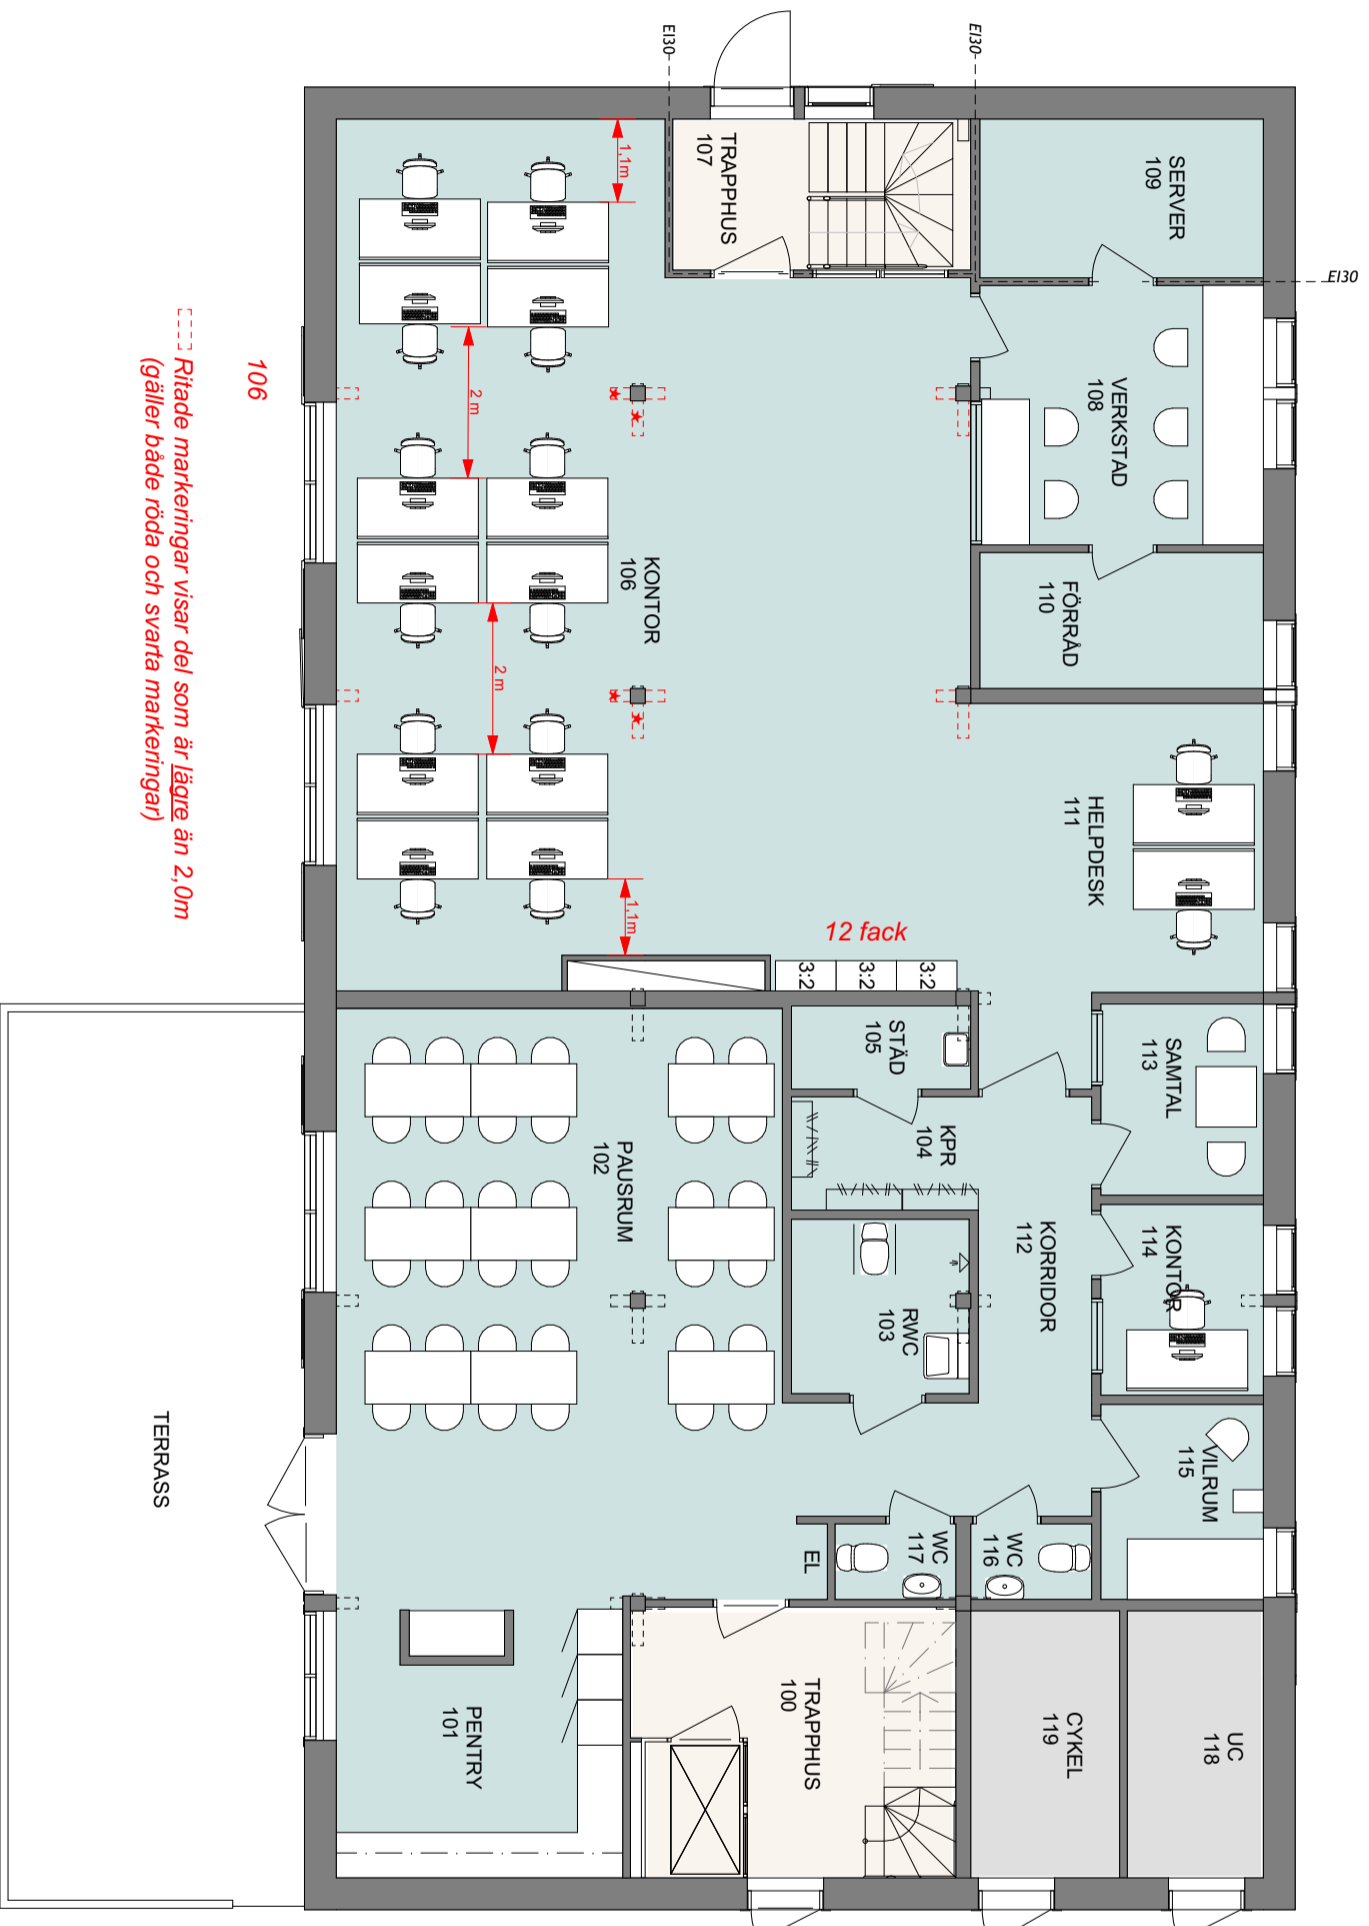 EI30
EI30
EI30
TRAPPHUS
107
SERVER
109
1,1m
VERKSTAD
108
2 m
106
Ritade markeringar visar del som är lägre än 2,0m
(gäller både röda och svarta markeringar)
KONTOR
106
FÖRRÅD
110
2 m
HELPDESK
111
1,1m
12 fack
3:2
3:2
3:2
STÄD
105
SAMTAL
113
KPR
104
PAUSRUM
102
KORRIDOR
112
KONTOR
114
RWC
103
VILRUM
115
TERRASS
EL
WC
117
WC
116
PENTRY
101
TRAPPHUS
100
CYKEL
119
UC
118